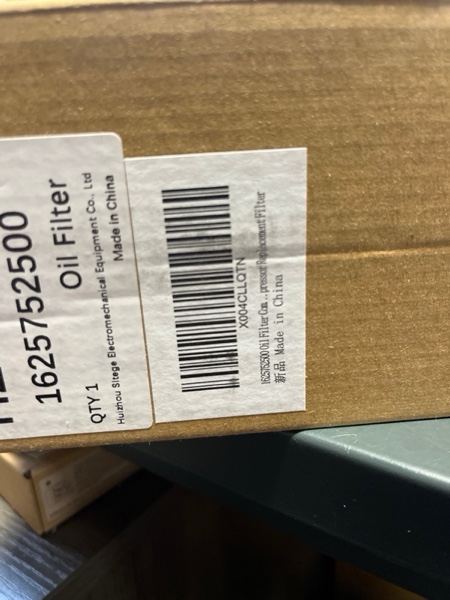 1625752500
Oil Filter
QTY 1
Huizhou Sitege Electromechanical Equipment Co., Ltd
Made in China
X004CLLQTN
1625752500 Oil Filter Com...pressor Replacement Filter
新品 Made in China